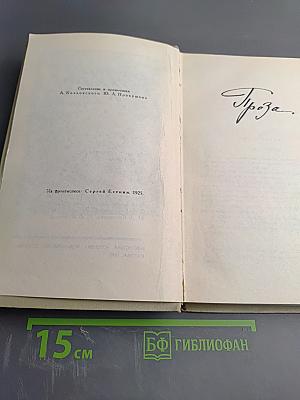 Составление и примечания
А. Козловского, Ю. А. Прокушева
На фронтисписе: Сергей Есенин. 1925.
Проза.
15 см
БФ ГИБЛИОФАН